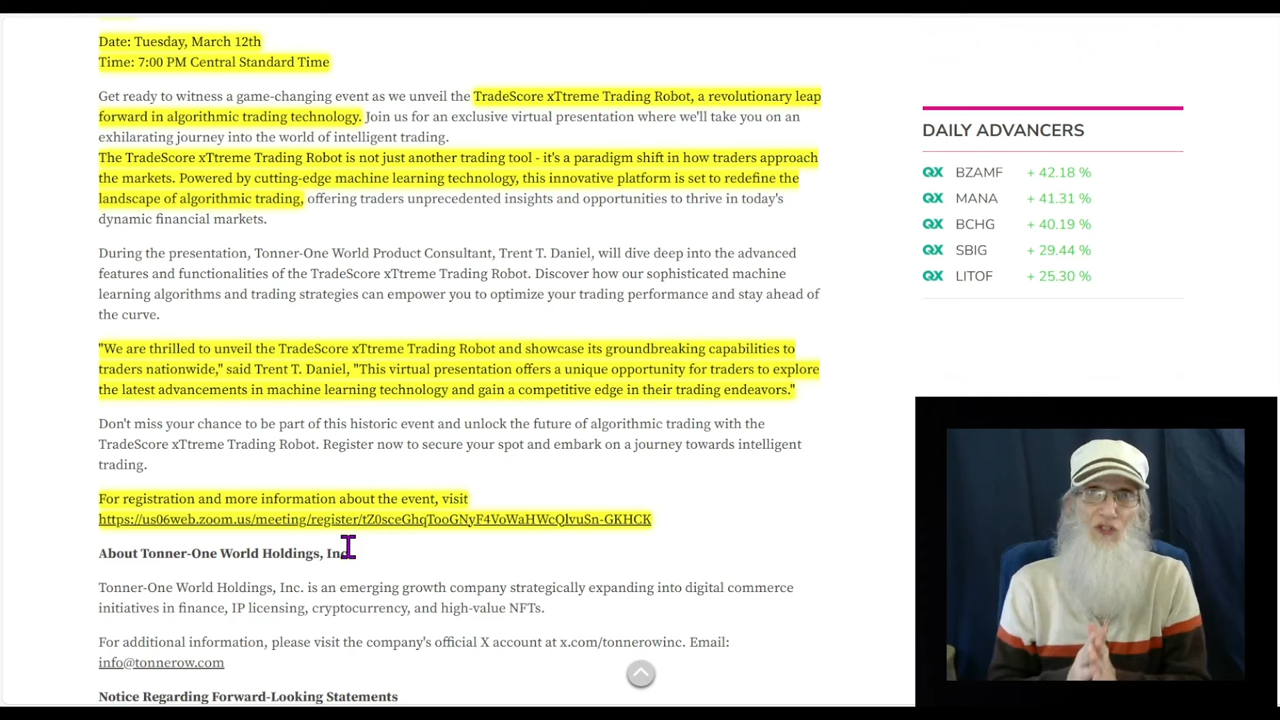 Date: Tuesday, March 12th
Time: 7:00 PM Central Standard Time
Get ready to witness a game-changing event as we unveil the TradeScore xTtreme Trading Robot, a revolutionary leap
forward in algorithmic trading technology. Join us for an exclusive virtual presentation where we'll take you on an
exhilarating journey into the world of intelligent trading.
The TradeScore xTtreme Trading Robot is not just another trading tool - it's a paradigm shift in how traders approach
the markets. Powered by cutting-edge machine learning technology, this innovative platform is set to redefine the
landscape of algorithmic trading, offering traders unprecedented insights and opportunities to thrive in today's
dynamic financial markets.
During the presentation, Tonner-One World Product Consultant, Trent T. Daniel, will dive deep into the advanced
features and functionalities of the TradeScore xTtreme Trading Robot. Discover how our sophisticated machine
learning algorithms and trading strategies can empower you to optimize your trading performance and stay ahead of
the curve.
"We are thrilled to unveil the TradeScore xTtreme Trading Robot and showcase its groundbreaking capabilities to
traders nationwide," said Trent T. Daniel, "This virtual presentation offers a unique opportunity for traders to explore
the latest advancements in machine learning technology and gain a competitive edge in their trading endeavors."
Don't miss your chance to be part of this historic event and unlock the future of algorithmic trading with the
TradeScore xTtreme Trading Robot. Register now to secure your spot and embark on a journey towards intelligent
trading.
For registration and more information about the event, visit
https://us06web.zoom.us/meeting/register/tZ0sceGhqTooGNyF4VoWaHWcQlvuSn-GKHCK
About Tonner-One World Holdings, Inc.
Tonner-One World Holdings, Inc. is an emerging growth company strategically expanding into digital commerce
initiatives in finance, IP licensing, cryptocurrency, and high-value NFTs.
For additional information, please visit the company's official X account at x.com/tonnerowinc. Email:
info@tonnerow.com
Notice Regarding Forward-Looking Statements
DAILY ADVANCERS
QX BZAMF + 42.18 %
QX MANA + 41.31 %
QX BCHG + 40.19 %
QX SBIG + 29.44 %
QX LITOF + 25.30 %